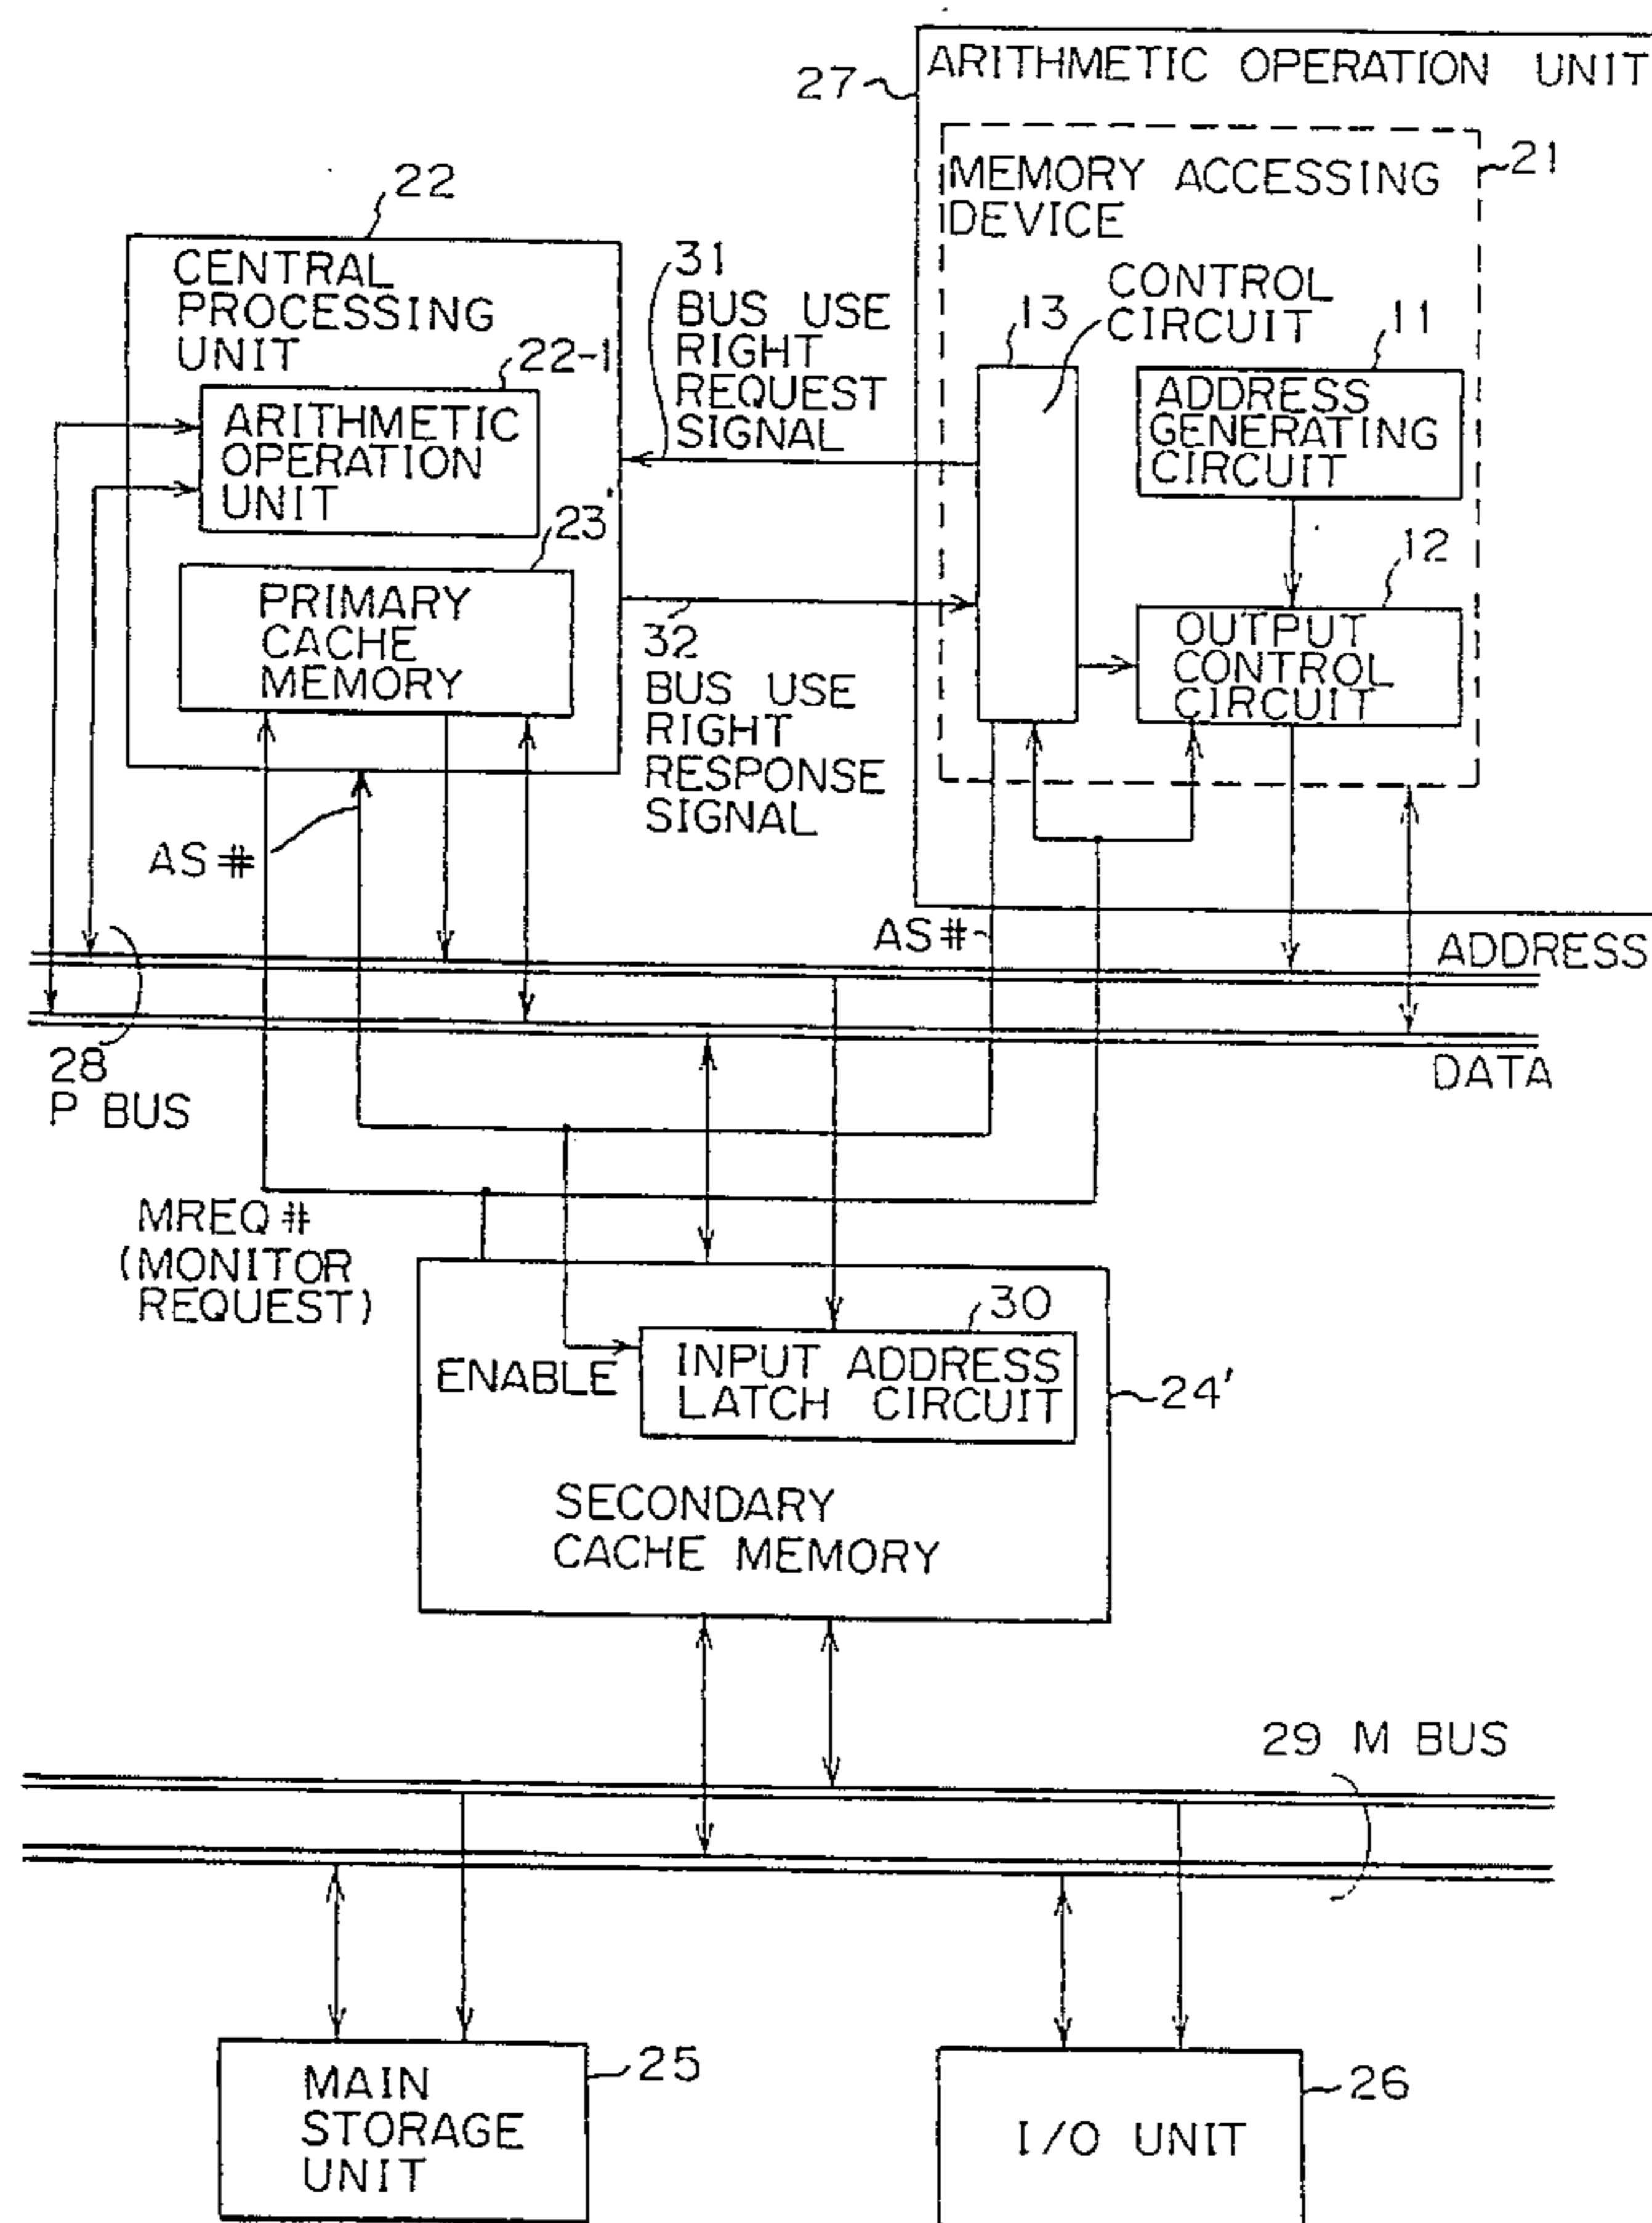 27
ARITHMETIC OPERATION UNIT
21
MEMORY ACCESSING
DEVICE
22
CENTRAL
PROCESSING
UNIT
31
BUS USE
RIGHT
REQUEST
SIGNAL
13
CONTROL
CIRCUIT
11
22-1
ARITHMETIC
OPERATION
UNIT
ADDRESS
GENERATING
CIRCUIT
23'
PRIMARY
CACHE
MEMORY
12
OUTPUT
CONTROL
CIRCUIT
32
BUS USE
RIGHT
RESPONSE
SIGNAL
AS#
AS#
ADDRESS
28
P BUS
DATA
MREQ#
(MONITOR
REQUEST)
30
ENABLE
INPUT ADDRESS
LATCH CIRCUIT
24'
SECONDARY
CACHE MEMORY
29 M BUS
25
MAIN
STORAGE
UNIT
26
I/O UNIT